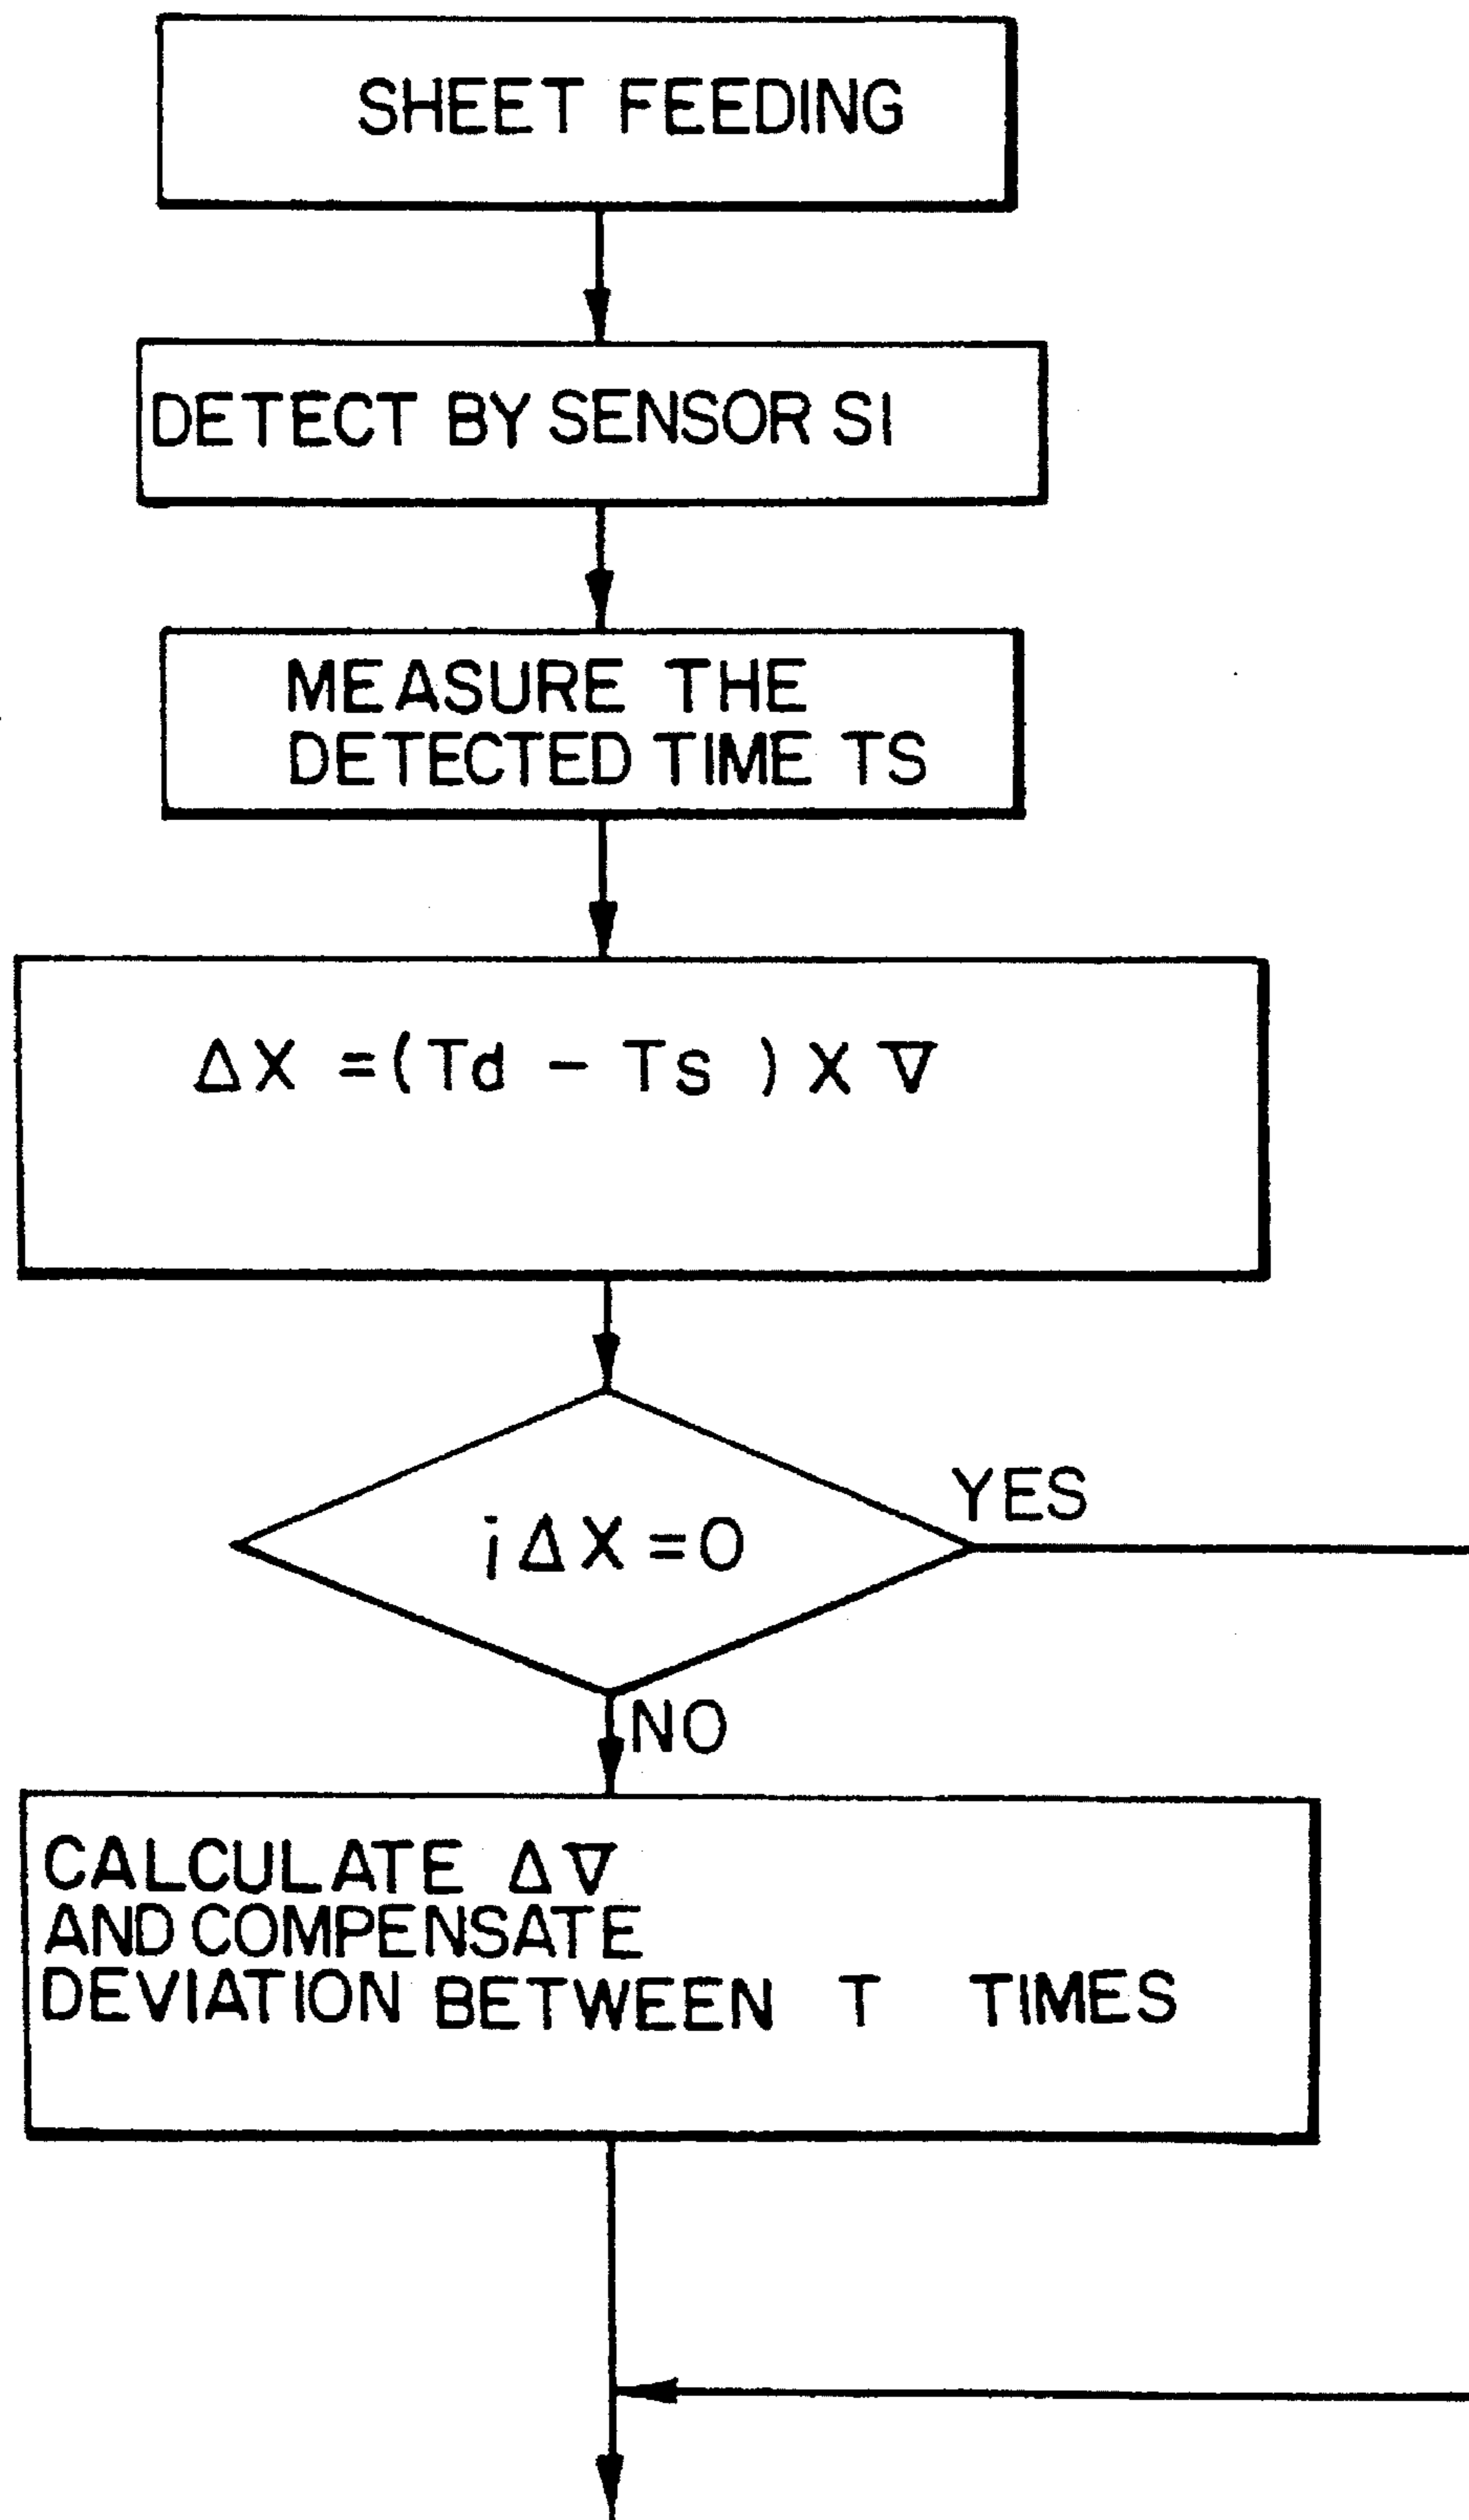 SHEET FEEDING
DETECT BY SENSOR S1
MEASURE THE
DETECTED TIME TS
ΔX = (Td - Ts) X ∇
YES
¡ΔX=0
NO
CALCULATE Δ∇
AND COMPENSATE
DEVIATION BETWEEN T TIMES